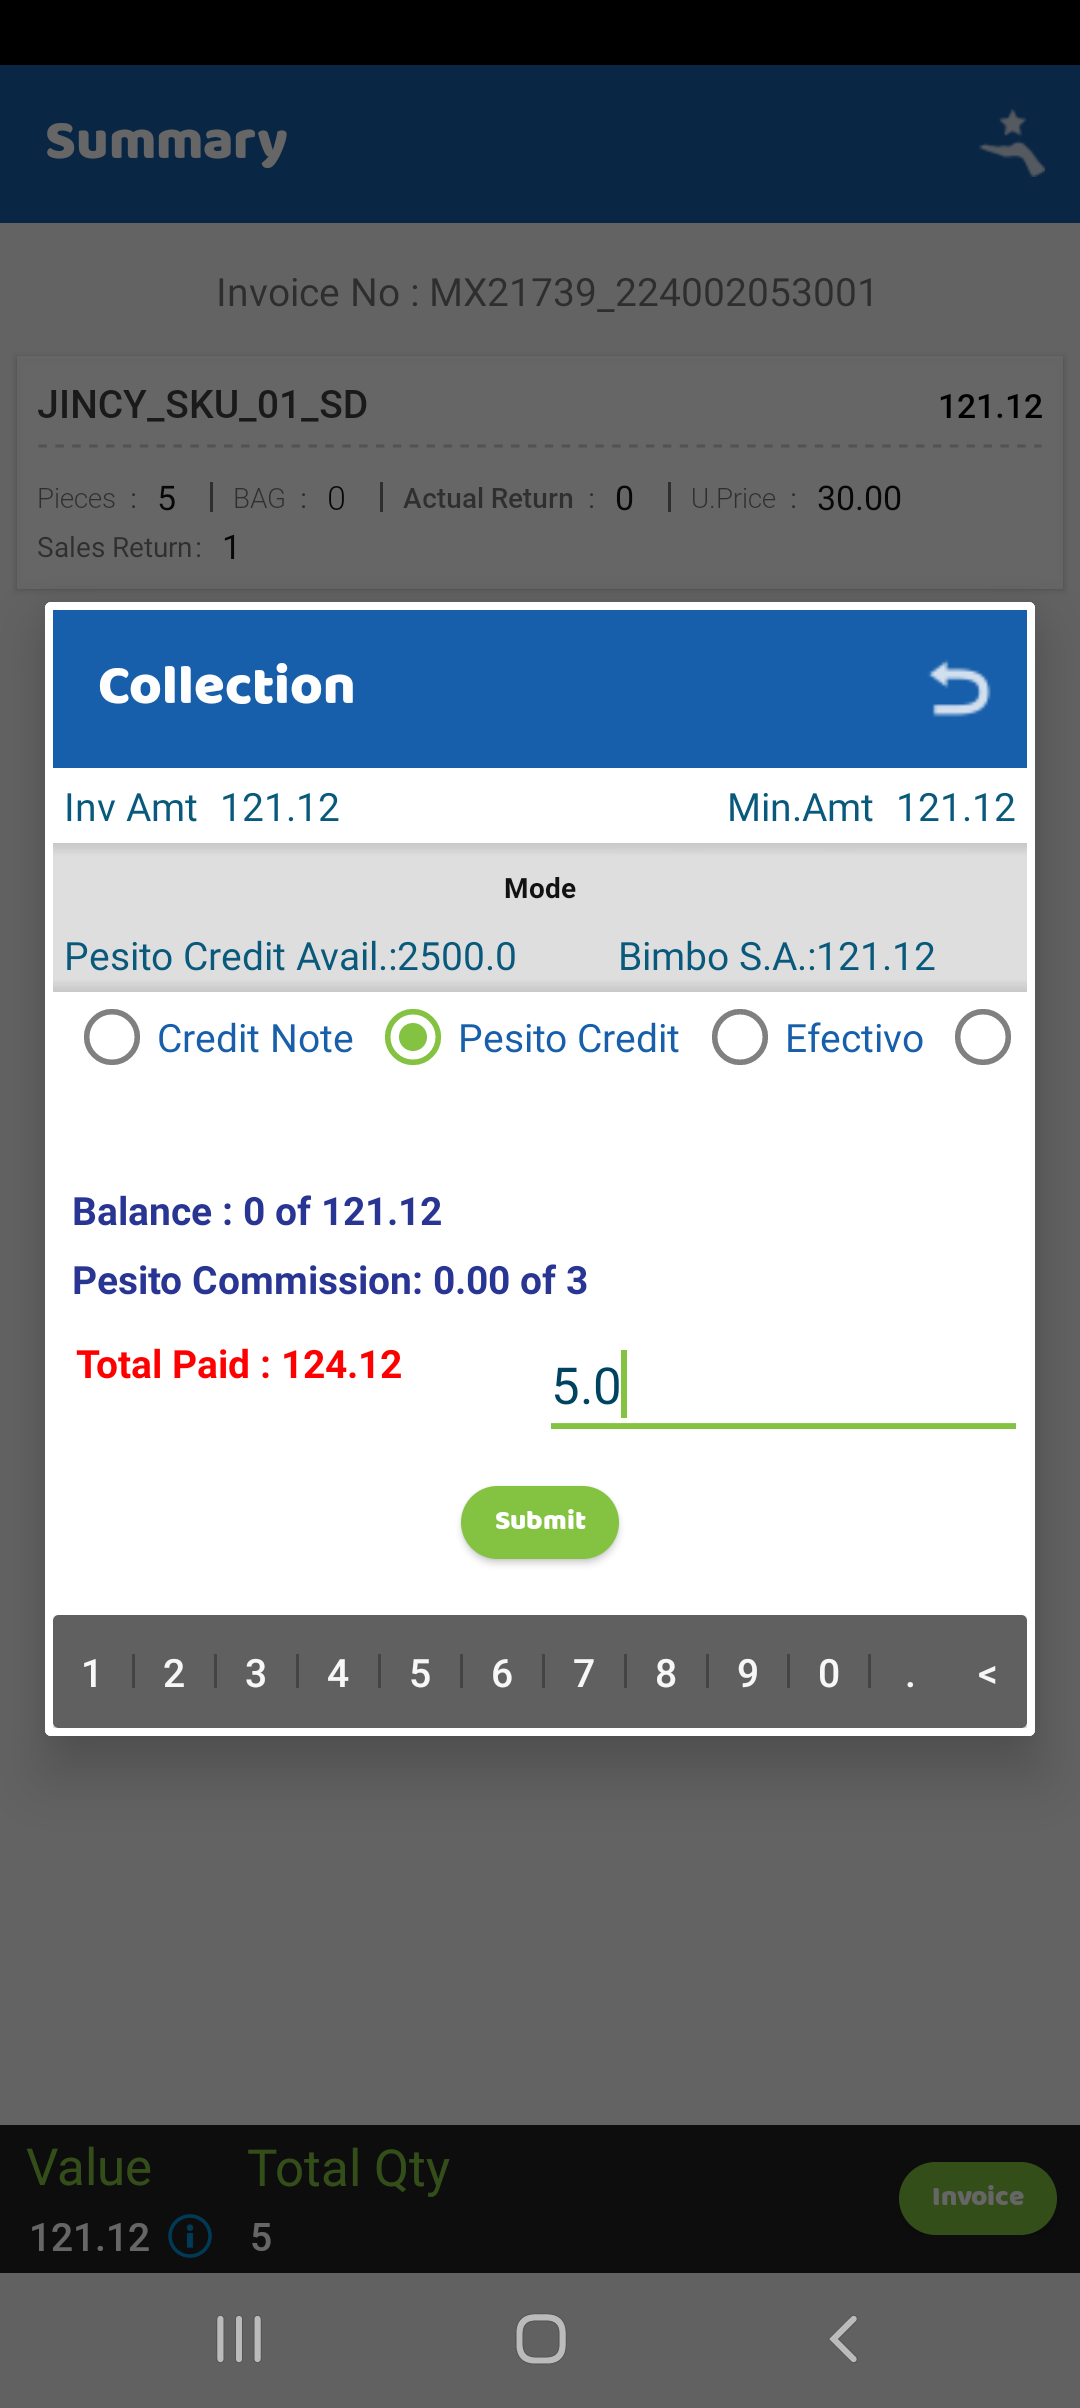 Summary
Invoice No : MX21739_224002053001
JINCY_SKU_01_SD 121.12
Pieces : 5 | BAG : 0 | Actual Return : 0 | U.Price : 30.00
Sales Return : 1
Collection
Inv Amt 121.12 Min.Amt 121.12
Mode
Pesito Credit Avail.:2500.0 Bimbo S.A.:121.12
Credit Note Pesito Credit Efectivo
Balance : 0 of 121.12
Pesito Commission: 0.00 of 3
Total Paid : 124.12
5.0
Submit
1 | 2 | 3 | 4 | 5 | 6 | 7 | 8 | 9 | 0 | . <
Value Total Qty
Invoice
121.12 i 5